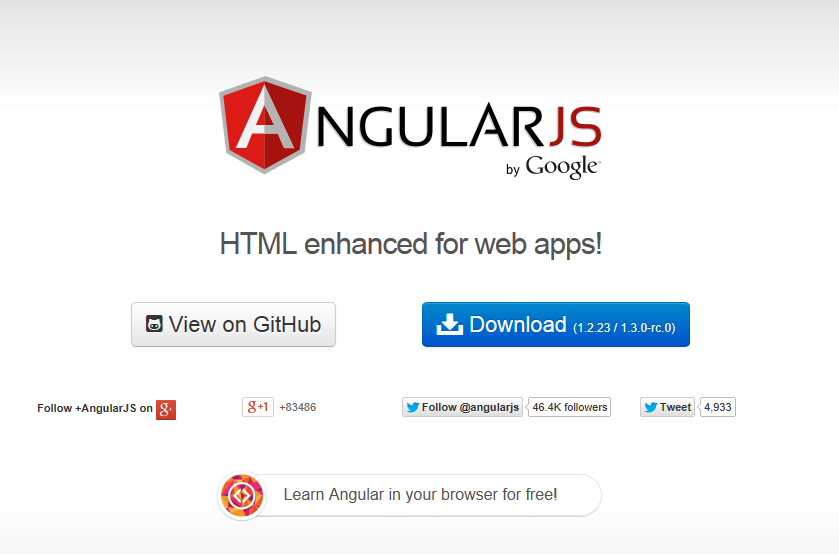 ANGULARJS
by Google™
HTML enhanced for web apps!
View on GitHub
Download (1.2.23 / 1.3.0-rc.0)
Follow +AngularJS on g+
g+1 +83486
Follow @angularjs 46.4K followers
Tweet 4,933
Learn Angular in your browser for free!